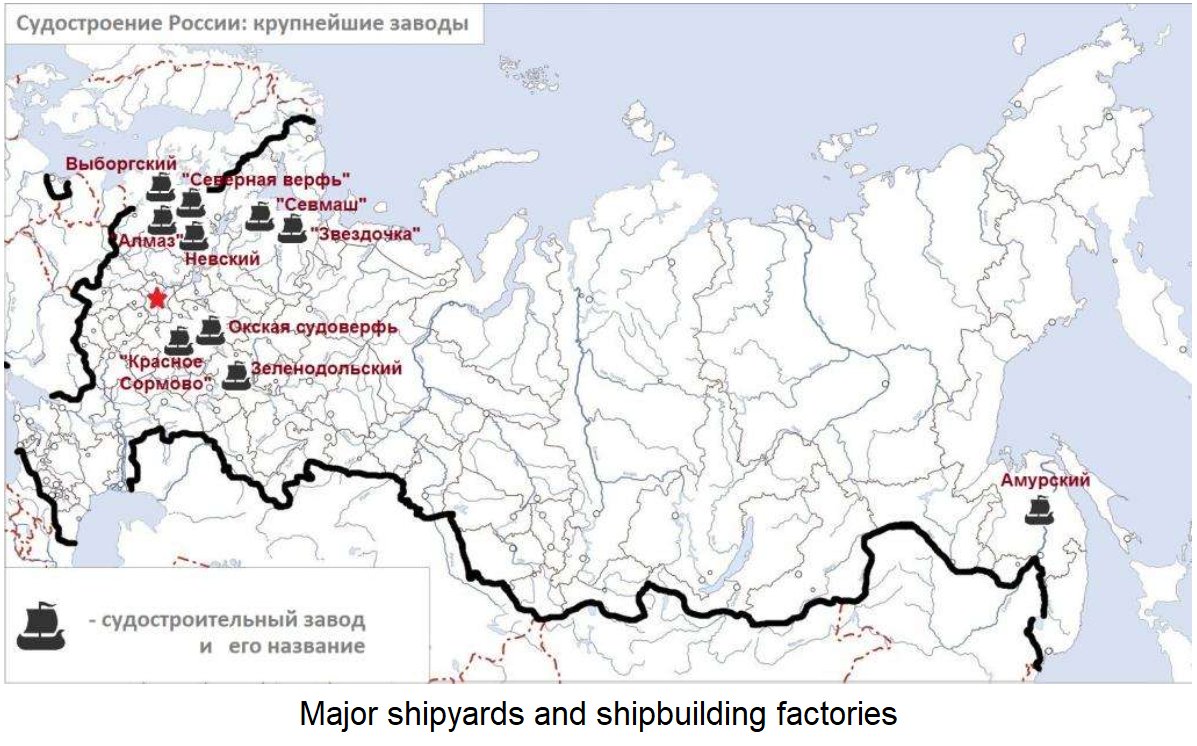 Судостроение России: крупнейшие заводы
Выборгский
"Северная верфь"
"Севмаш"
"Звездочка"
"Алмаз"
Невский
Окская судоверфь
"Красное
Сормово"
Зеленодольский
Амурский
- судостроительный завод
и его название
Major shipyards and shipbuilding factories